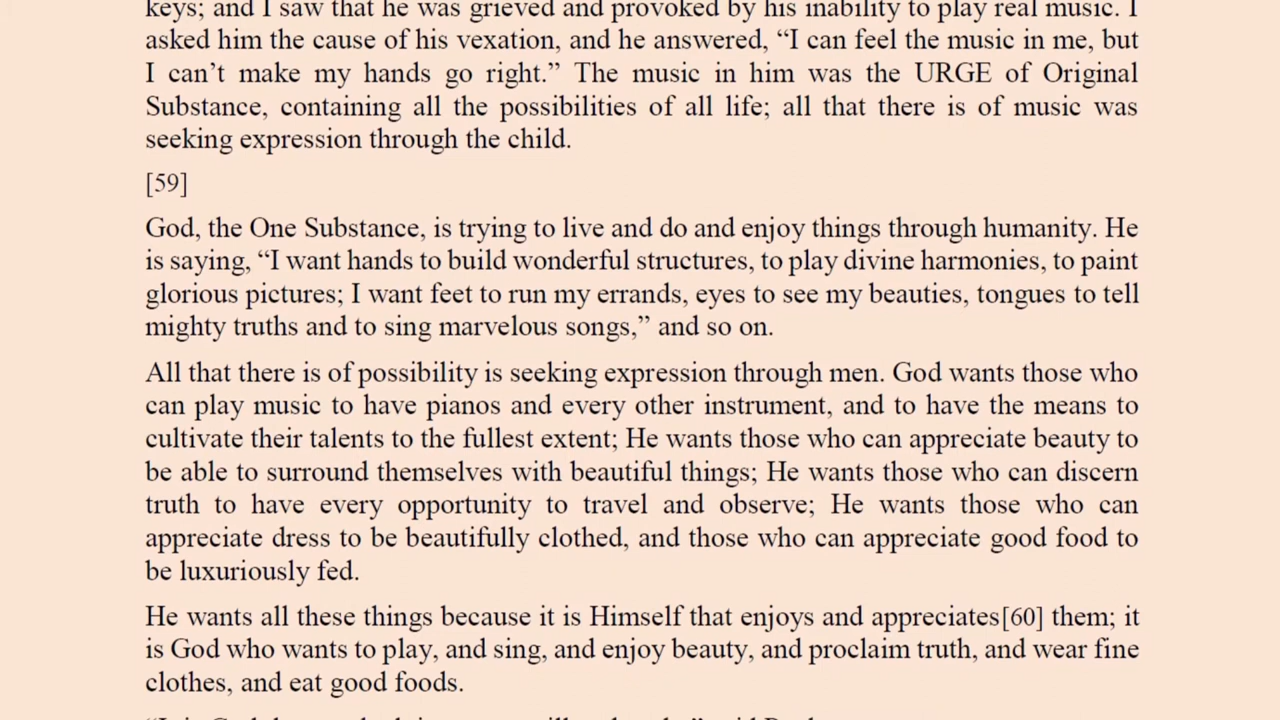 keys; and I saw that he was grieved and provoked by his inability to play real music. I
asked him the cause of his vexation, and he answered, “I can feel the music in me, but
I can’t make my hands go right.” The music in him was the URGE of Original
Substance, containing all the possibilities of all life; all that there is of music was
seeking expression through the child.
[59]
God, the One Substance, is trying to live and do and enjoy things through humanity. He
is saying, “I want hands to build wonderful structures, to play divine harmonies, to paint
glorious pictures; I want feet to run my errands, eyes to see my beauties, tongues to tell
mighty truths and to sing marvelous songs,” and so on.
All that there is of possibility is seeking expression through men. God wants those who
can play music to have pianos and every other instrument, and to have the means to
cultivate their talents to the fullest extent; He wants those who can appreciate beauty to
be able to surround themselves with beautiful things; He wants those who can discern
truth to have every opportunity to travel and observe; He wants those who can
appreciate dress to be beautifully clothed, and those who can appreciate good food to
be luxuriously fed.
He wants all these things because it is Himself that enjoys and appreciates[60] them; it
is God who wants to play, and sing, and enjoy beauty, and proclaim truth, and wear fine
clothes, and eat good foods.